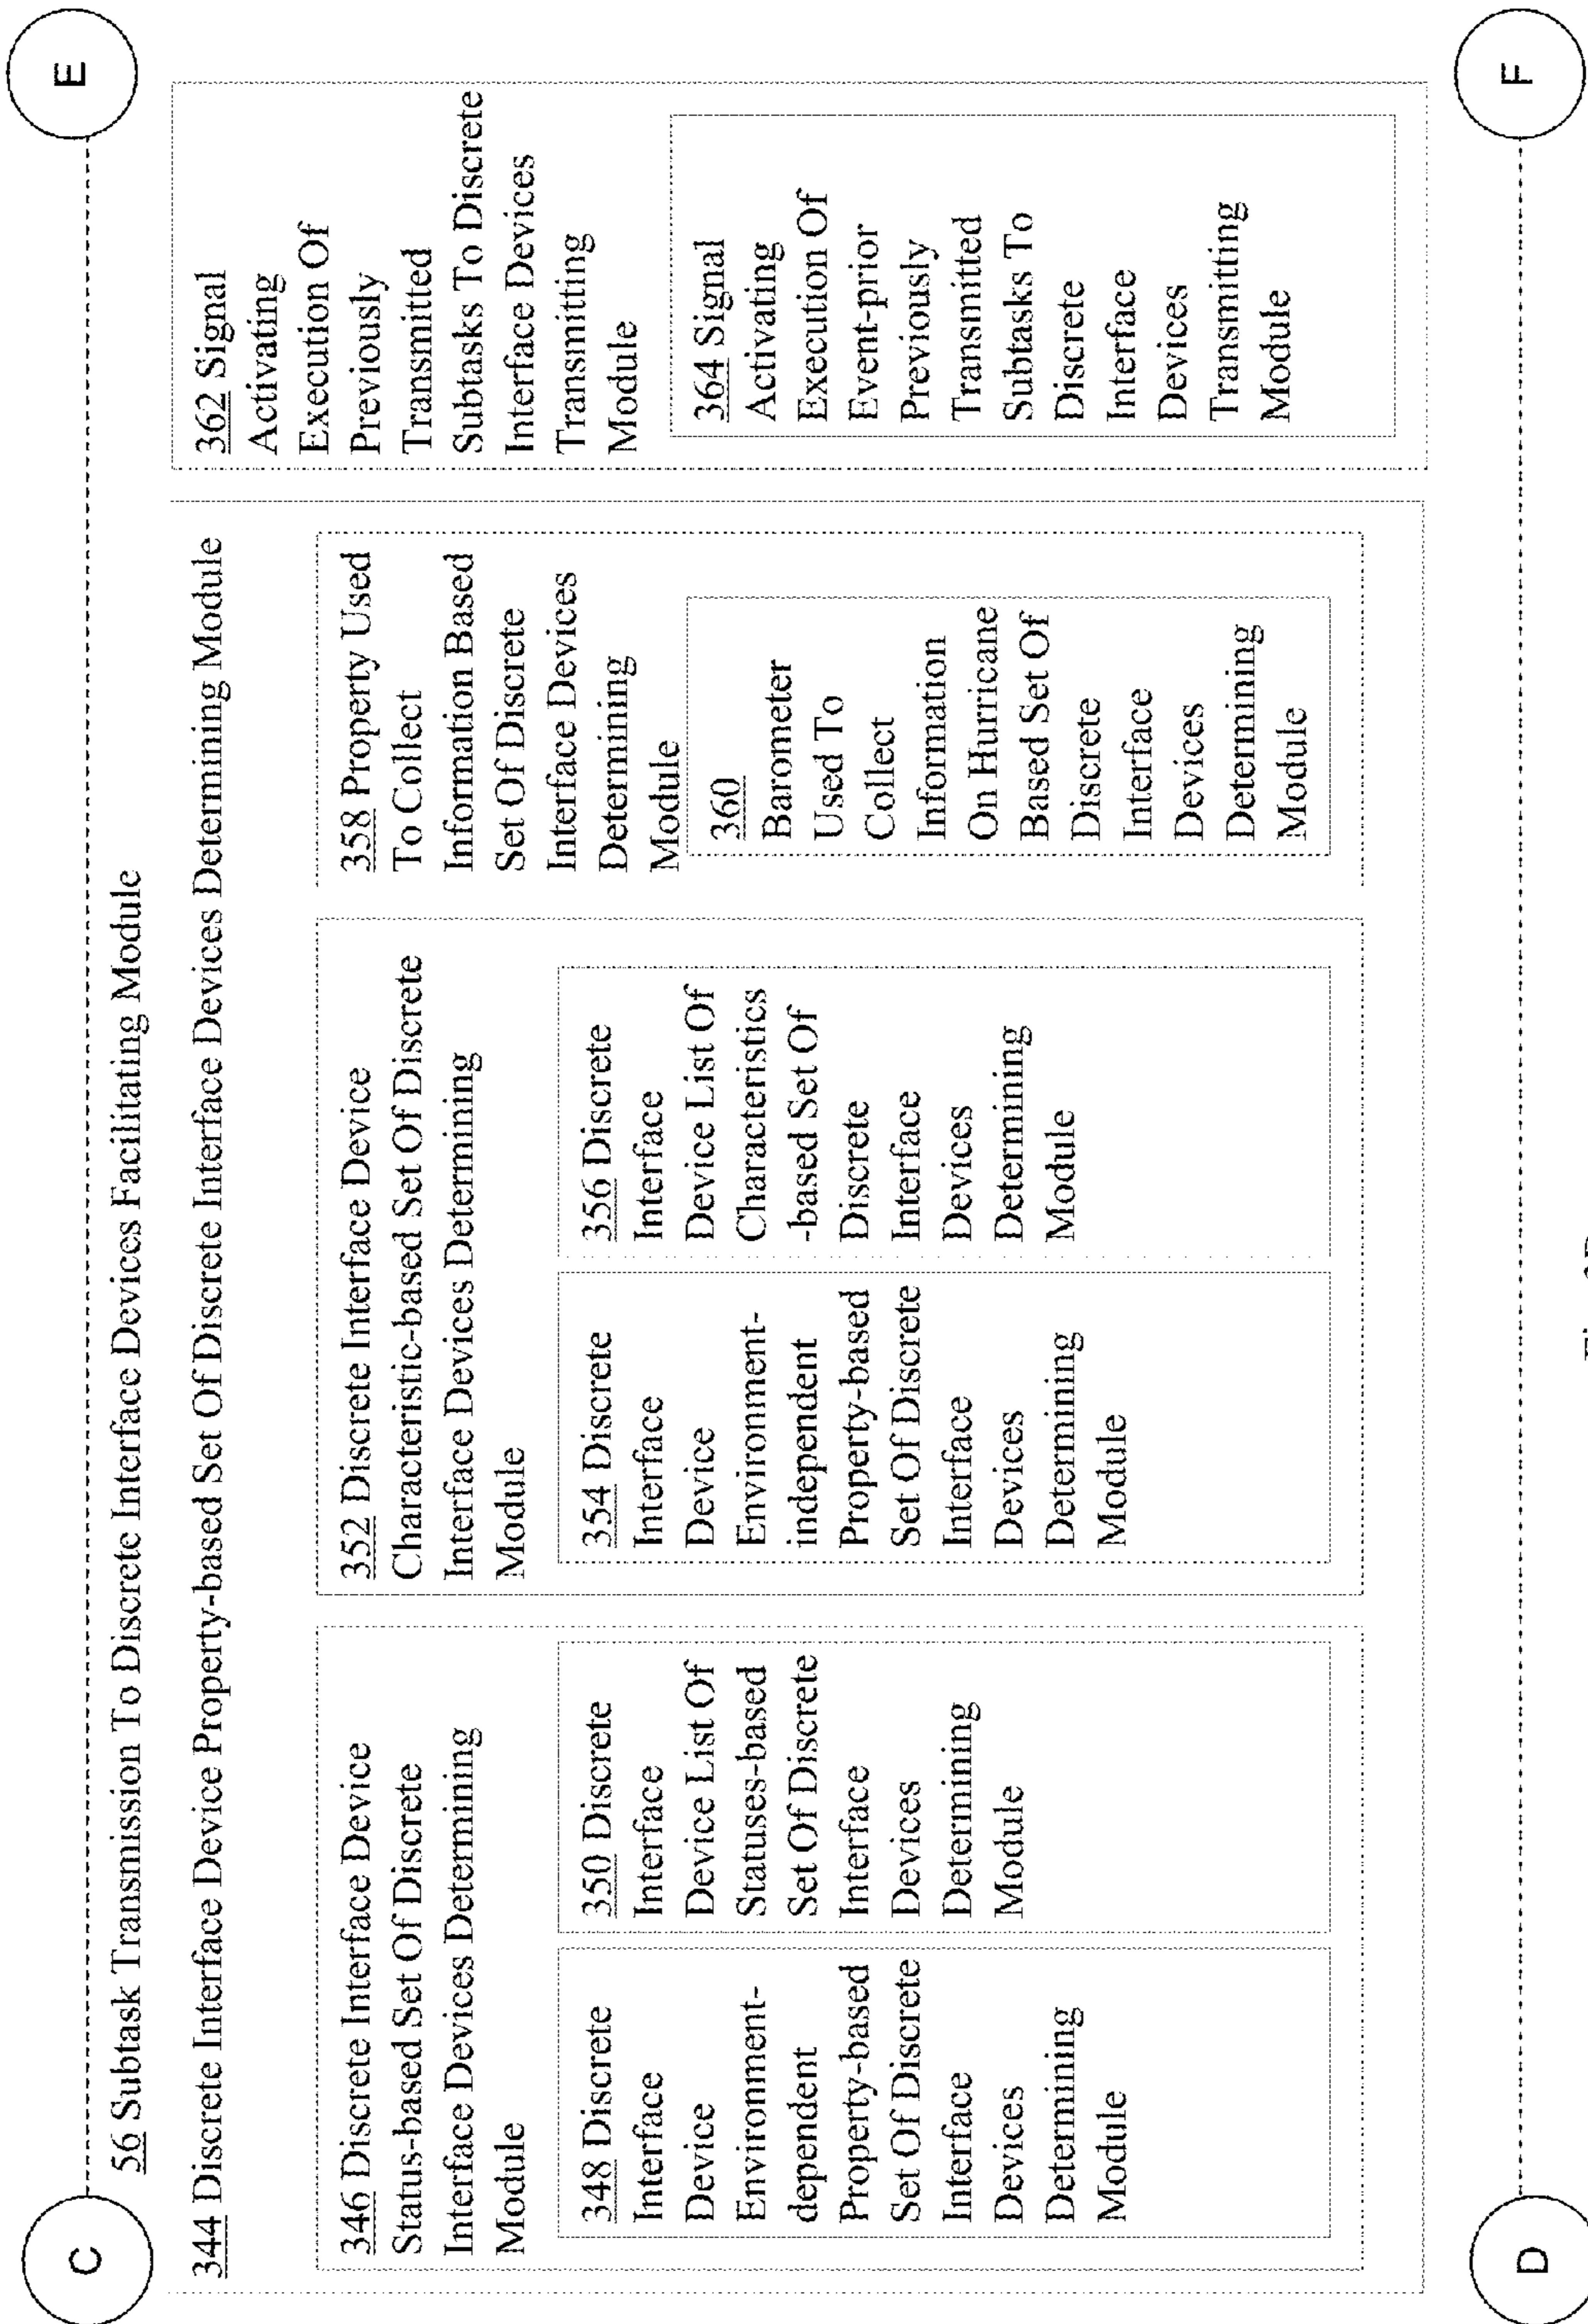 C
E
56 Subtask Transmission To Discrete Interface Devices Facilitating Module
344 Discrete Interface Device Property-based Set Of Discrete Interface Devices Determining Module
346 Discrete Interface Device
Status-based Set Of Discrete
Interface Devices Determining
Module
348 Discrete
Interface
Device
Environment-
dependent
Property-based
Set Of Discrete
Interface
Devices
Determining
Module
350 Discrete
Interface
Device List Of
Statuses-based
Set Of Discrete
Interface
Devices
Determining
Module
352 Discrete Interface Device
Characteristic-based Set Of Discrete
Interface Devices Determining
Module
354 Discrete
Interface
Device
Environment-
independent
Property-based
Set Of Discrete
Interface
Devices
Determining
Module
356 Discrete
Interface
Device List Of
Characteristics
-based Set Of
Discrete
Interface
Devices
Determining
Module
358 Property Used
To Collect
Information Based
Set Of Discrete
Interface Devices
Determining
Module
360
Barometer
Used To
Collect
Information
On Hurricane
Based Set Of
Discrete
Interface
Devices
Determining
Module
362 Signal
Activating
Execution Of
Previously
Transmitted
Subtasks To Discrete
Interface Devices
Transmitting
Module
364 Signal
Activating
Execution Of
Event-prior
Previously
Transmitted
Subtasks To
Discrete
Interface
Devices
Transmitting
Module
D
F